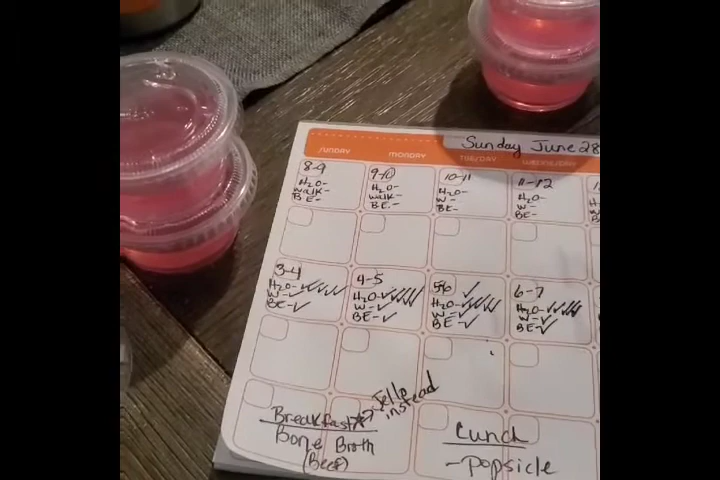 Sunday June 28
SUNDAY MONDAY TUESDAY WEDNESDAY
8-9 9-10 10-11 11-12
H2O- H2O- H2O- H2O-
walk- walk- W- W-
BE- BE- BE- BE-
3-4 4-5 5-6 ✓ 6-7
H2O-✓✓✓✓✓ H2O-✓✓✓✓ H2O-✓✓✓✓ H2O-✓✓✓✓
W-✓ W-✓ W-✓ W-✓
BE-✓ BE-✓ BE-✓ BE-✓
Jello
instead
Breakfast
Bone Broth
(Beef)
Lunch
-popsicle